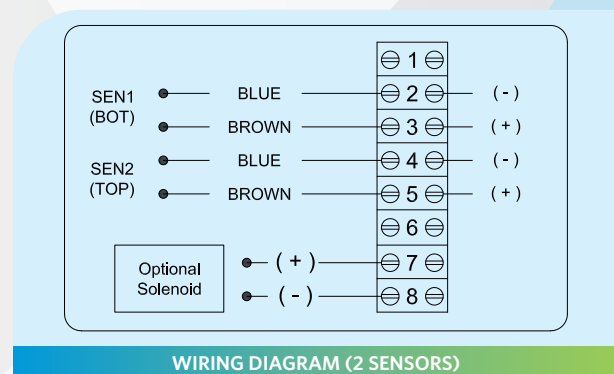 1
SEN1 BLUE 2 (-)
(BOT) BROWN 3 (+)
SEN2 BLUE 4 (-)
(TOP) BROWN 5 (+)
6
Optional (+) 7
Solenoid (-) 8
WIRING DIAGRAM (2 SENSORS)